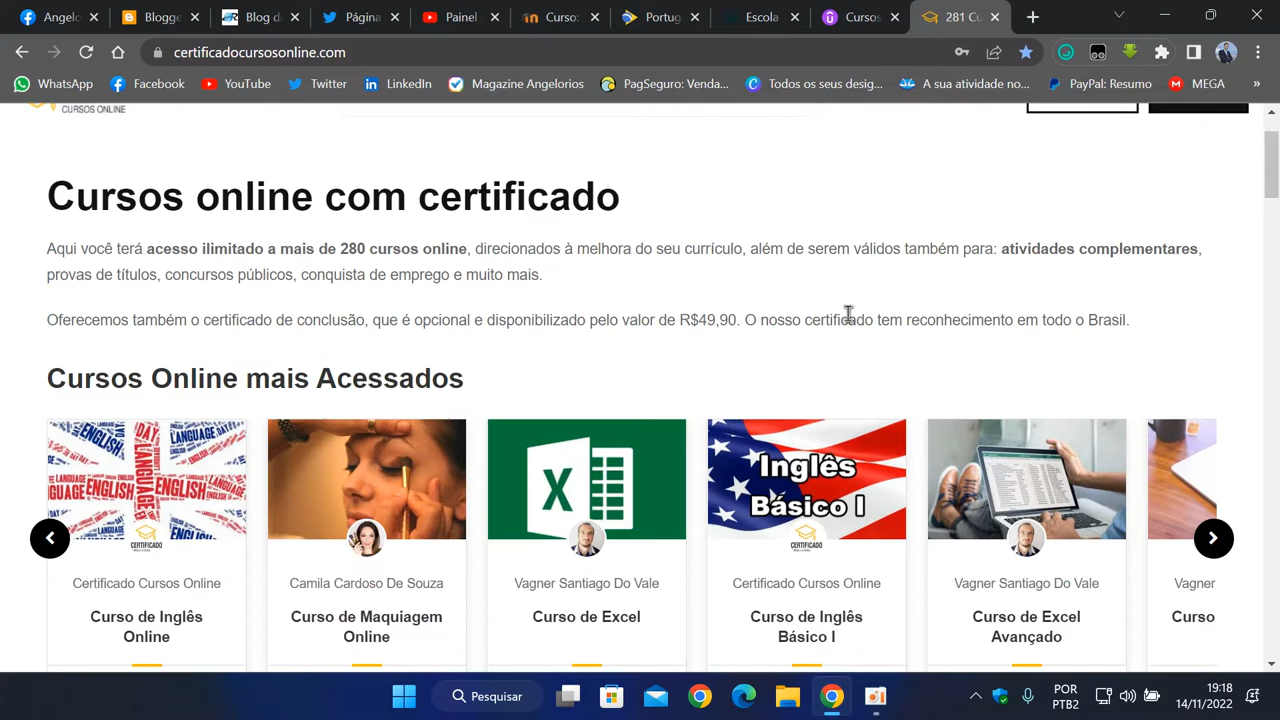 Angelo
Blogge
Blog de
Página
Painel
Curso:
Portug
Escola
Cursos
281 Cu
certificadocursosonline.com
WhatsApp
Facebook
YouTube
Twitter
LinkedIn
Magazine Angelorios
PagSeguro: Venda...
Todos os seus desig...
A sua atividade no...
PayPal: Resumo
MEGA
CURSOS ONLINE
Cursos online com certificado
Aqui você terá acesso ilimitado a mais de 280 cursos online, direcionados à melhora do seu currículo, além de serem válidos também para: atividades complementares,
provas de títulos, concursos públicos, conquista de emprego e muito mais.
Oferecemos também o certificado de conclusão, que é opcional e disponibilizado pelo valor de R$49,90. O nosso certificado tem reconhecimento em todo o Brasil.
Cursos Online mais Acessados
Inglês
Básico I
Certificado Cursos Online
Camila Cardoso De Souza
Vagner Santiago Do Vale
Certificado Cursos Online
Vagner Santiago Do Vale
Vagner
Curso de Inglês
Online
Curso de Maquiagem
Online
Curso de Excel
Curso de Inglês
Básico I
Curso de Excel
Avançado
Curso
Pesquisar
POR
PTB2
19:18
14/11/2022